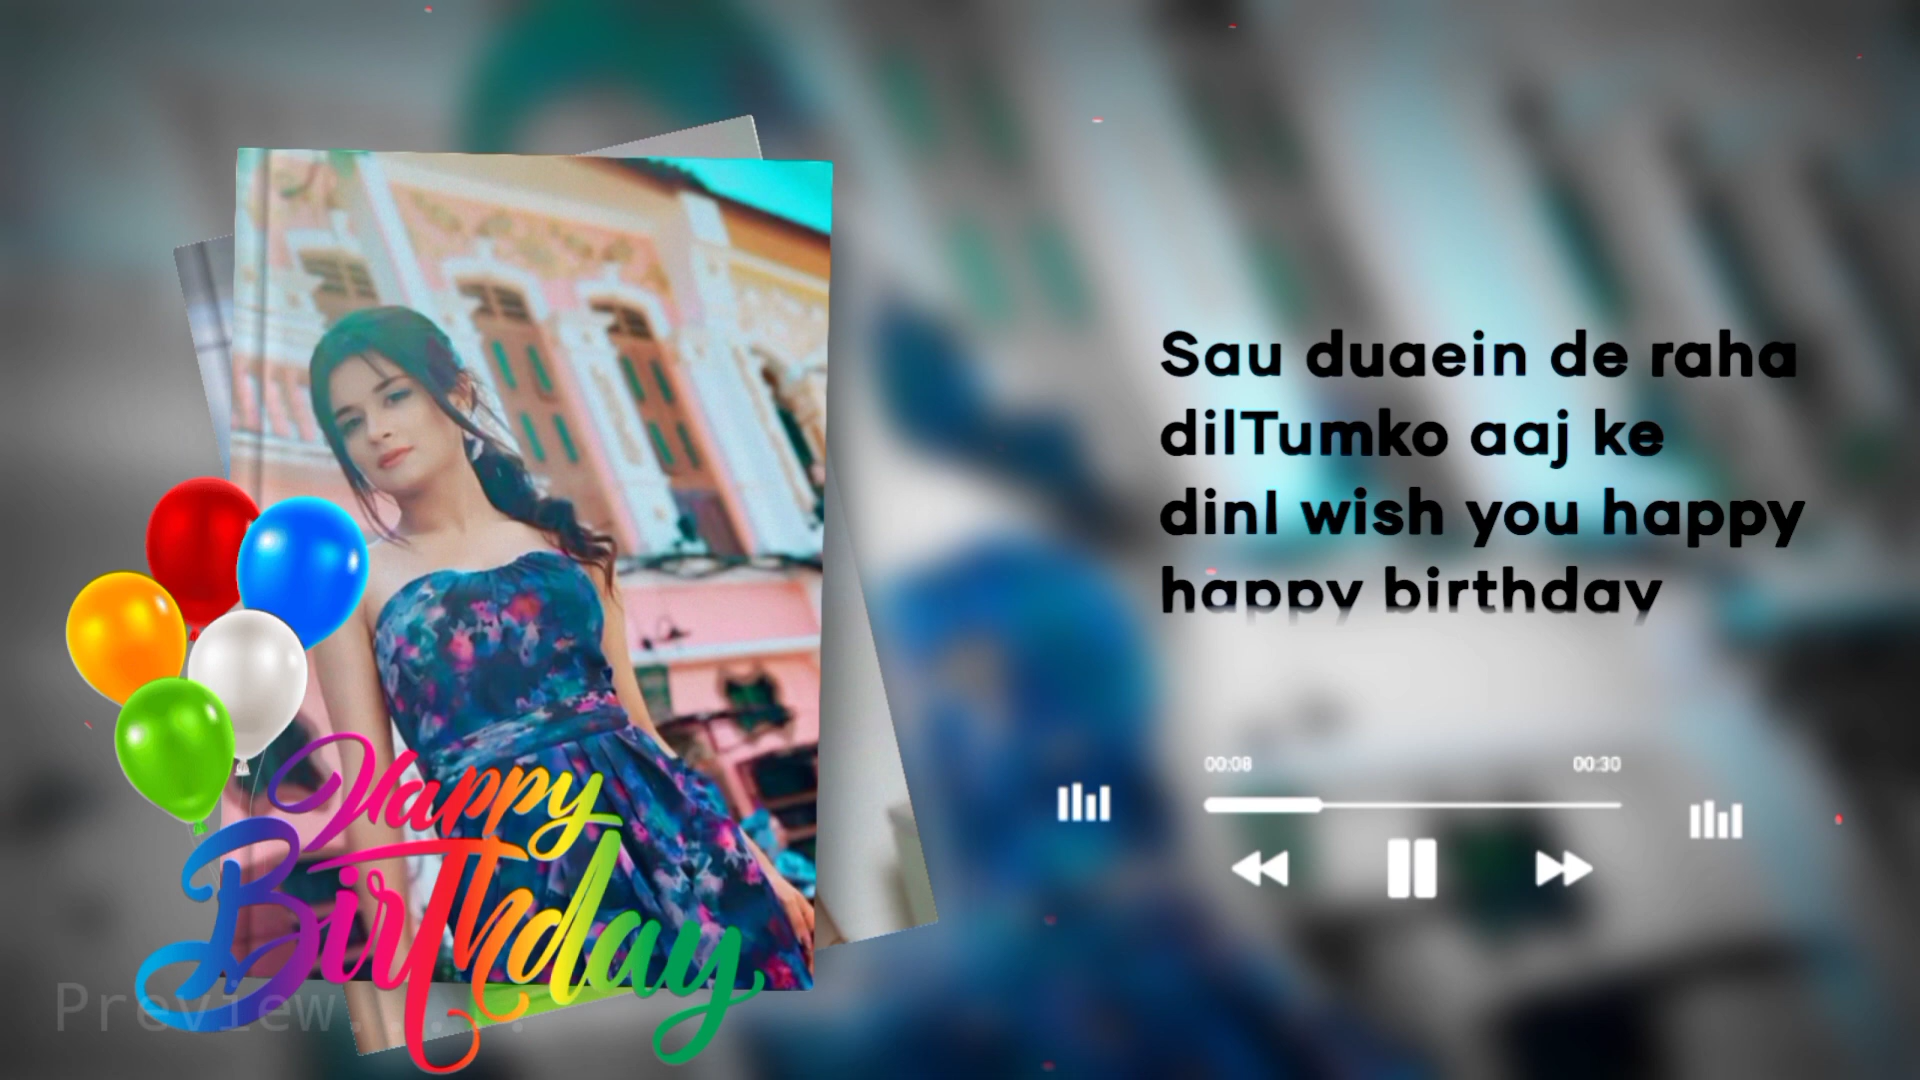 Sau duaein de raha
dilTumko aaj ke
dinI wish you happy
happy birthday
00:08 00:30
Happy
Birthday
Preview.....